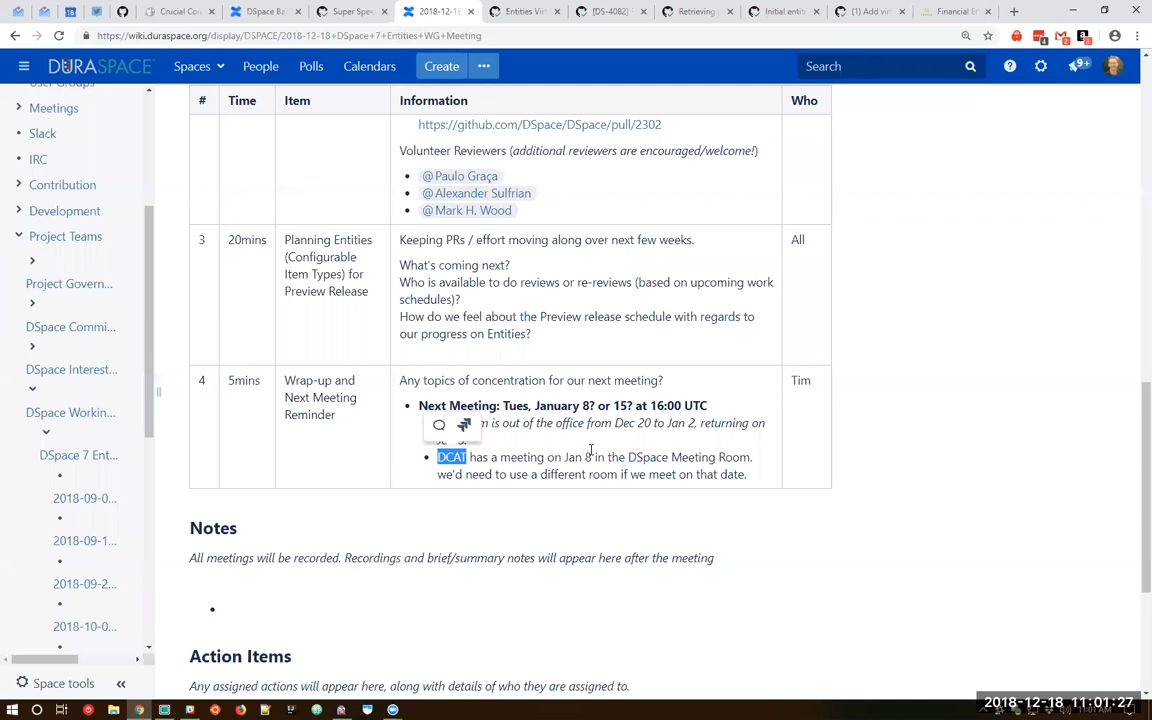 Crucial Co
DSpace Ba
Super Spe
2018-12-18
Entities Vir
[DS-4082]
Retrieving
Initial entit
(1) Add vir
Financial E
https://wiki.duraspace.org/display/DSPACE/2018-12-18+DSpace+7+Entities+WG+Meeting
DURASPACE
Spaces
People
Polls
Calendars
Create
Search
9+
User Groups
Meetings
Slack
IRC
Contribution
Development
Project Teams
Project Govern...
DSpace Commi...
DSpace Interest...
DSpace Workin...
DSpace 7 Ent...
2018-09-0...
2018-09-1...
2018-09-2...
2018-10-0...
Space tools
# Time Item Information Who
https://github.com/DSpace/DSpace/pull/2302
Volunteer Reviewers (additional reviewers are encouraged/welcome!)
@Paulo Graça
@Alexander Sulfrian
@Mark H. Wood
3 20mins
Planning Entities
(Configurable
Item Types) for
Preview Release
Keeping PRs / effort moving along over next few weeks.
What's coming next?
Who is available to do reviews or re-reviews (based on upcoming work
schedules)?
How do we feel about the Preview release schedule with regards to
our progress on Entities?
All
4 5mins
Wrap-up and
Next Meeting
Reminder
Any topics of concentration for our next meeting?
Next Meeting: Tues, January 8? or 15? at 16:00 UTC
is out of the office from Dec 20 to Jan 2, returning on
DCAT has a meeting on Jan 8 in the DSpace Meeting Room.
we'd need to use a different room if we meet on that date.
Tim
Notes
All meetings will be recorded. Recordings and brief/summary notes will appear here after the meeting
Action Items
Any assigned actions will appear here, along with details of who they are assigned to.
2018-12-18 11:01:27